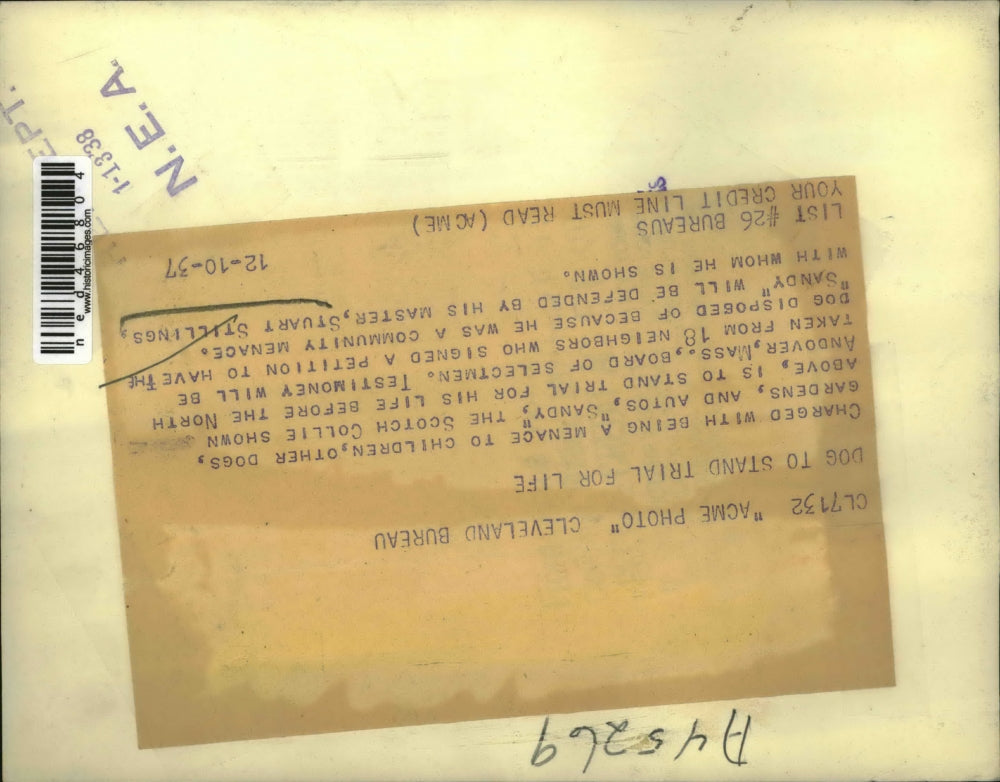 A45269
CL7132 "ACME PHOTO" CLEVELAND BUREAU
DOG TO STAND TRIAL FOR LIFE
CHARGED WITH BEING A MENACE TO CHILDREN, OTHER DOGS,
GARDENS, AND AUTOS, "SANDY", THE SCOTCH COLLIE SHOWN
ABOVE, IS TO STAND TRIAL FOR HIS LIFE BEFORE THE NORTH
ANDOVER, MASS., BOARD OF SELECTMEN. TESTIMONEY WILL BE
TAKEN FROM 18 NEIGHBORS WHO SIGNED A PETITION TO HAVE THE
DOG DISPOSED OF BECAUSE HE WAS A COMMUNITY MENACE.
"SANDY" WILL BE DEFENDED BY HIS MASTER, STUART STILLINGS,
WITH WHOM HE IS SHOWN.
12-10-37
LIST #26 BUREAUS
YOUR CREDIT LINE MUST READ (ACME)
EPT.
1-1338
N.E.A.
ned46804
www.historicimages.com